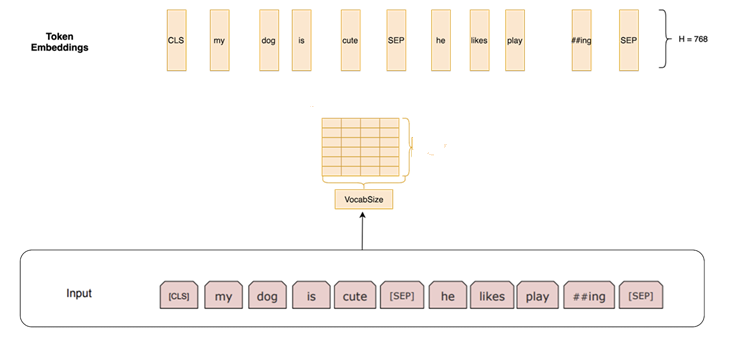 Token
Embeddings
CLS my dog is cute SEP he likes play ##ing SEP
H = 768
VocabSize
Input
[CLS] my dog is cute [SEP] he likes play ##ing [SEP]